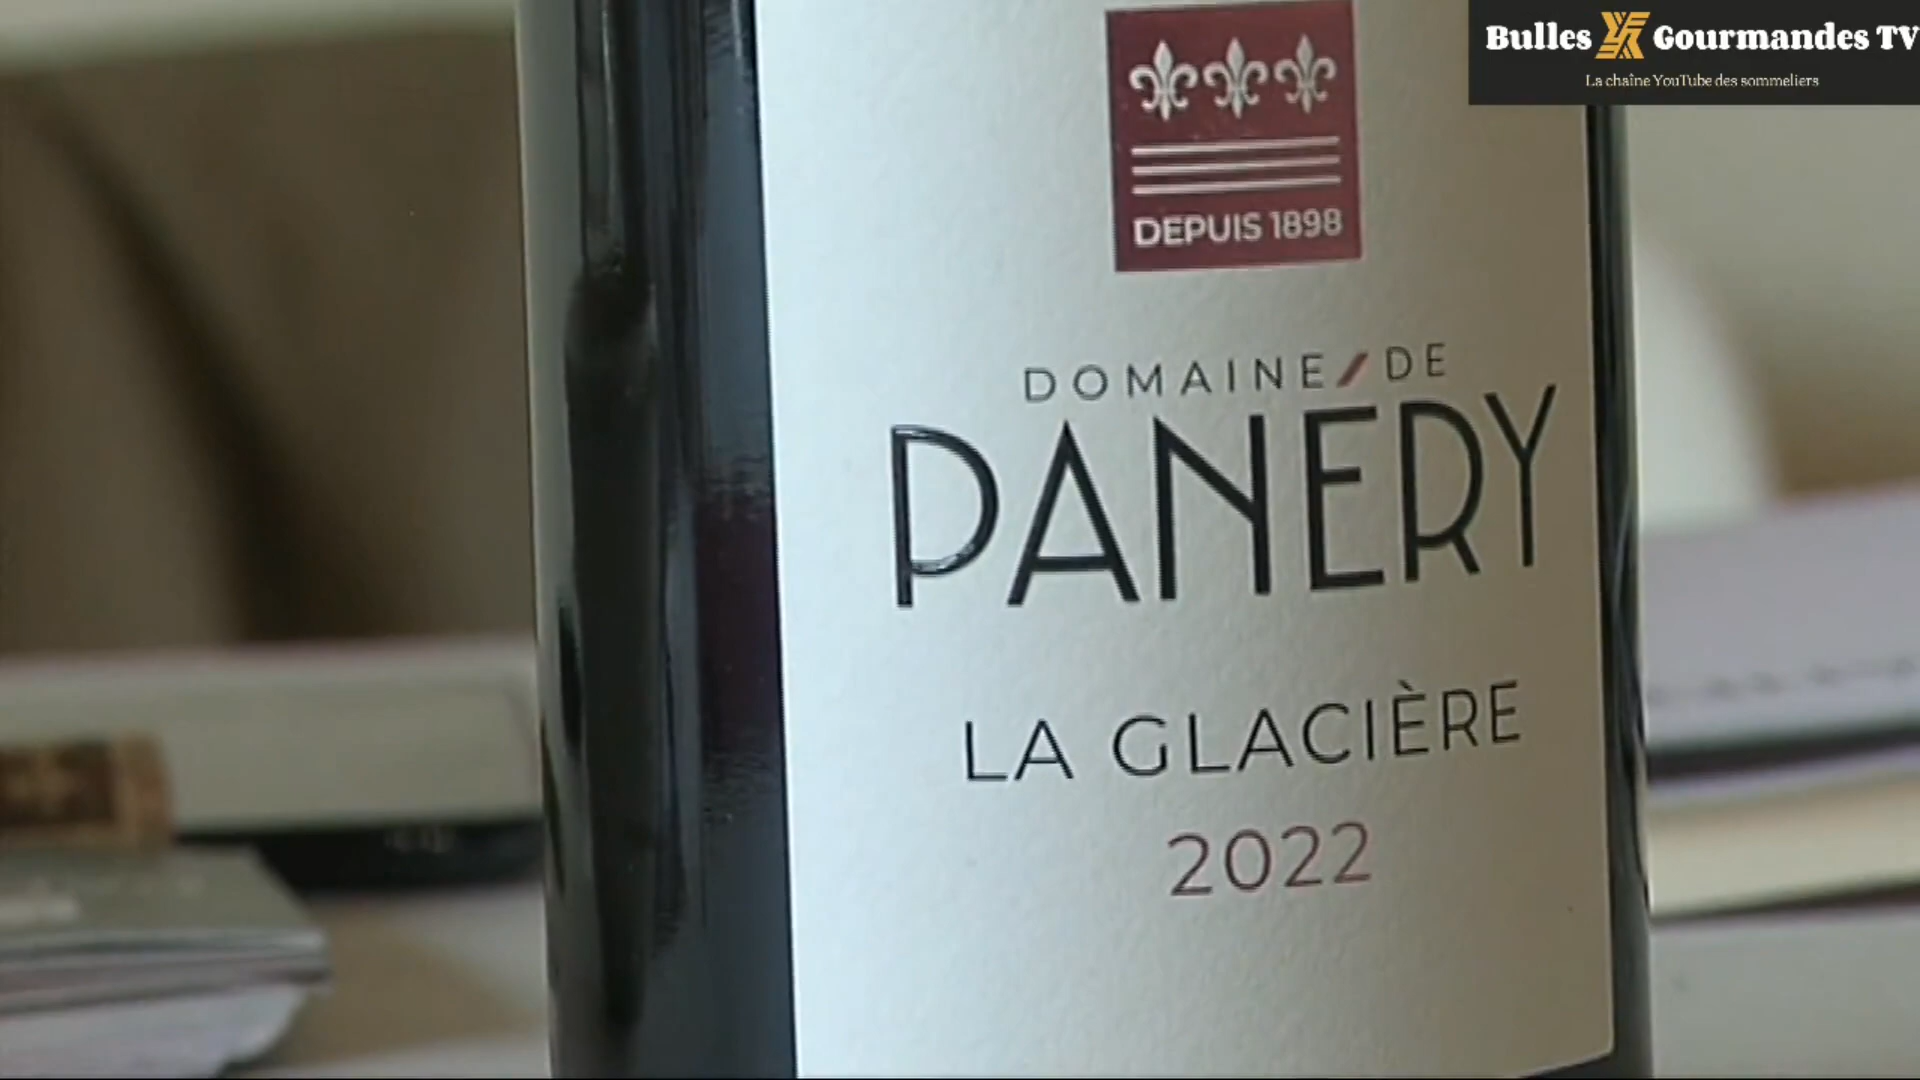 Bulles Gourmandes TV
La chaîne YouTube des sommeliers
DEPUIS 1898
DOMAINE/DE
PANERY
LA GLACIÈRE
2022